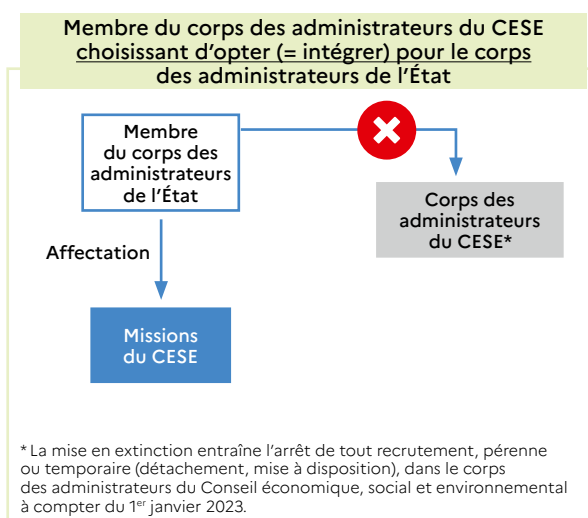 Membre du corps des administrateurs du CESE
choisissant d’opter (= intégrer) pour le corps
des administrateurs de l’État
Membre
du corps des
administrateurs
de l’État
Corps des
administrateurs
du CESE*
Affectation
Missions
du CESE
* La mise en extinction entraîne l’arrêt de tout recrutement, pérenne
ou temporaire (détachement, mise à disposition), dans le corps
des administrateurs du Conseil économique, social et environnemental
à compter du 1er janvier 2023.